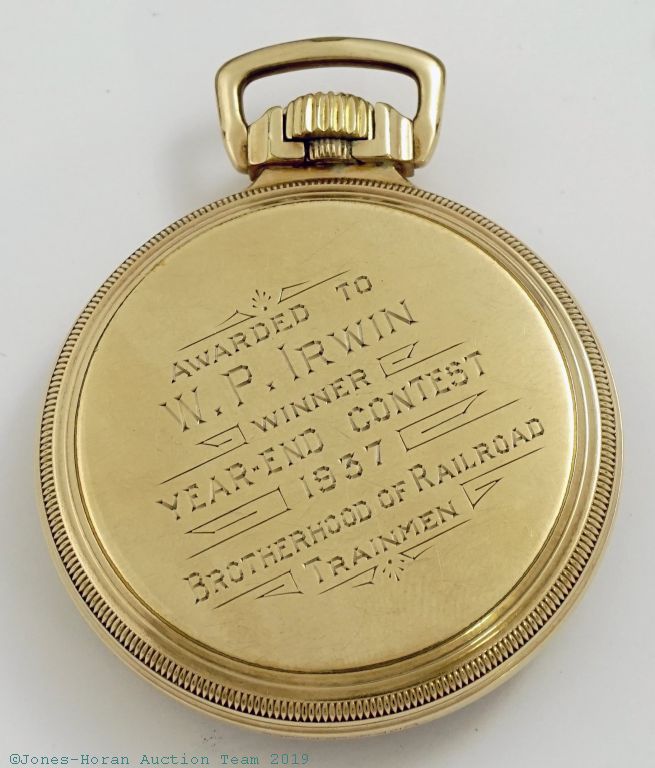 AWARDED TO
W. P. IRWIN
WINNER
YEAR-END CONTEST
1937
BROTHERHOOD OF RAILROAD
TRAINMEN
©Jones-Horan Auction Team 2019